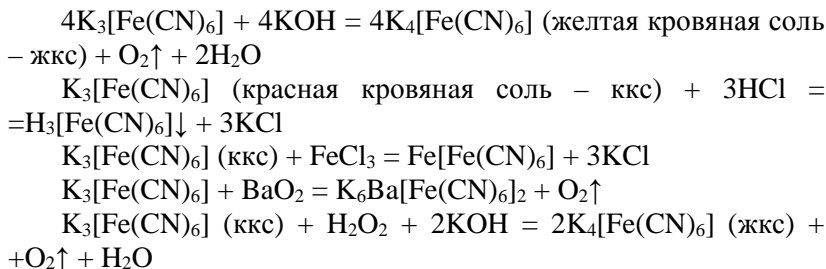 4K₃[Fe(CN)₆] + 4KOH = 4K₄[Fe(CN)₆] (желтая кровяная соль
– жкс) + O₂↑ + 2H₂O
K₃[Fe(CN)₆] (красная кровяная соль – ккс) + 3HCl =
=H₃[Fe(CN)₆]↓ + 3KCl
K₃[Fe(CN)₆] (ккс) + FeCl₃ = Fe[Fe(CN)₆] + 3KCl
K₃[Fe(CN)₆] + BaO₂ = K₆Ba[Fe(CN)₆]₂ + O₂↑
K₃[Fe(CN)₆] (ккс) + H₂O₂ + 2KOH = 2K₄[Fe(CN)₆] (жкс) +
+O₂↑ + H₂O